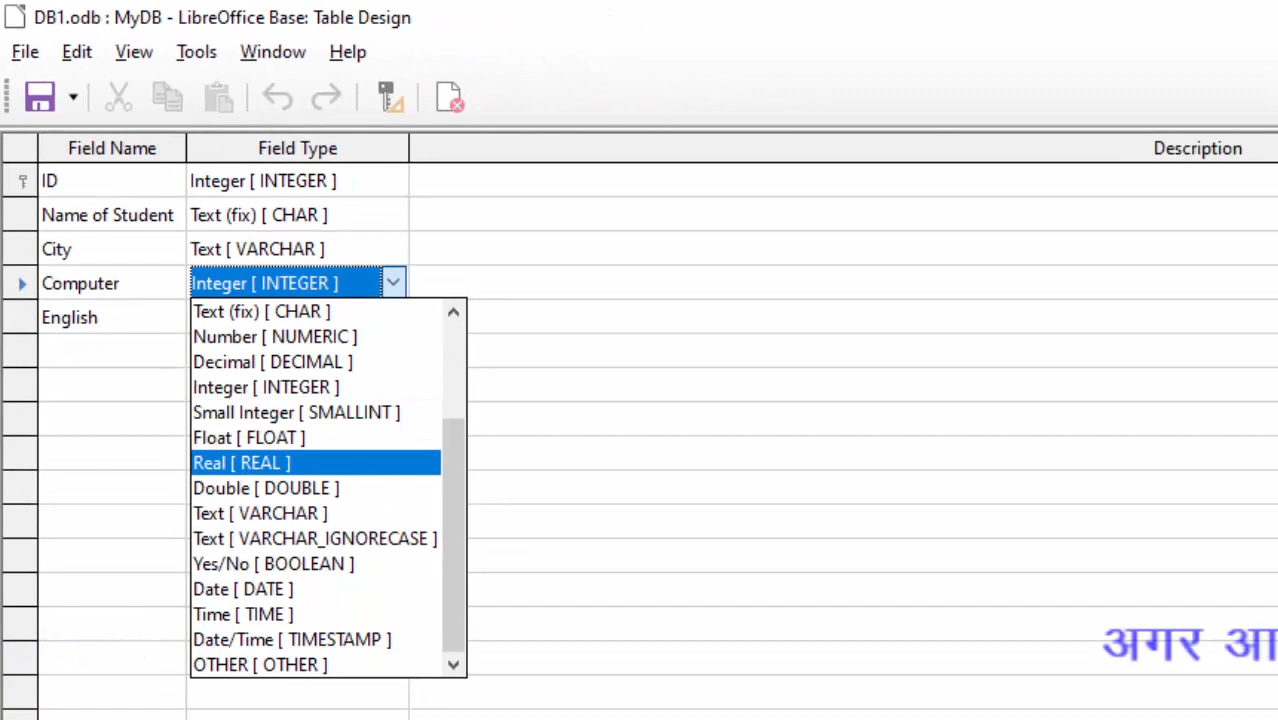 DB1.odb : MyDB - LibreOffice Base: Table Design
File Edit View Tools Window Help
Field Name Field Type Description
ID Integer [ INTEGER ]
Name of Student Text (fix) [ CHAR ]
City Text [ VARCHAR ]
Computer Integer [ INTEGER ]
English
Text (fix) [ CHAR ]
Number [ NUMERIC ]
Decimal [ DECIMAL ]
Integer [ INTEGER ]
Small Integer [ SMALLINT ]
Float [ FLOAT ]
Real [ REAL ]
Double [ DOUBLE ]
Text [ VARCHAR ]
Text [ VARCHAR_IGNORECASE ]
Yes/No [ BOOLEAN ]
Date [ DATE ]
Time [ TIME ]
Date/Time [ TIMESTAMP ]
OTHER [ OTHER ]
अगर